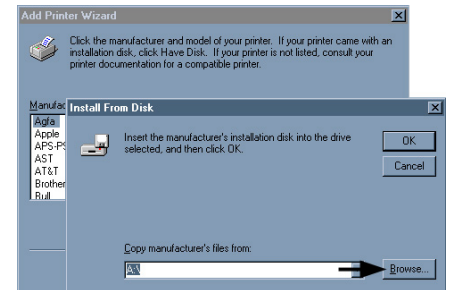 Add Printer Wizard
Click the manufacturer and model of your printer. If your printer came with an
installation disk, click Have Disk. If your printer is not listed, consult your
printer documentation for a compatible printer.
Install From Disk
Agfa
Apple
APS-PS
AST
AT&T
Brother
Bull
Insert the manufacturer's installation disk into the drive
selected, and then click OK.
OK
Cancel
Copy manufacturer's files from:
A:\
Browse...